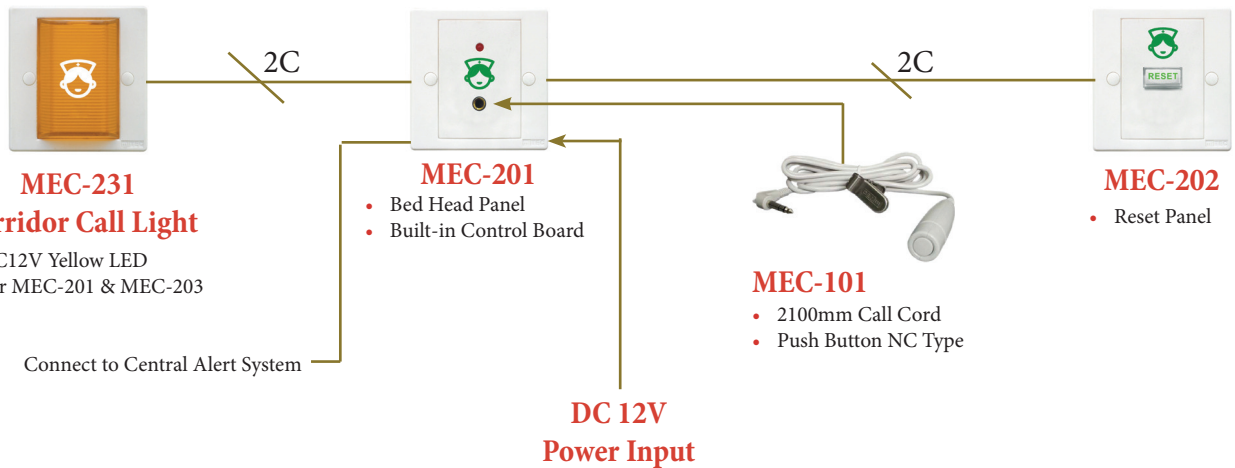 2C
2C
RESET
MEC-231
rridor Call Light
C12V Yellow LED
r MEC-201 & MEC-203
MEC-201
• Bed Head Panel
• Built-in Control Board
MEC-202
• Reset Panel
MEC-101
• 2100mm Call Cord
• Push Button NC Type
Connect to Central Alert System
DC 12V
Power Input